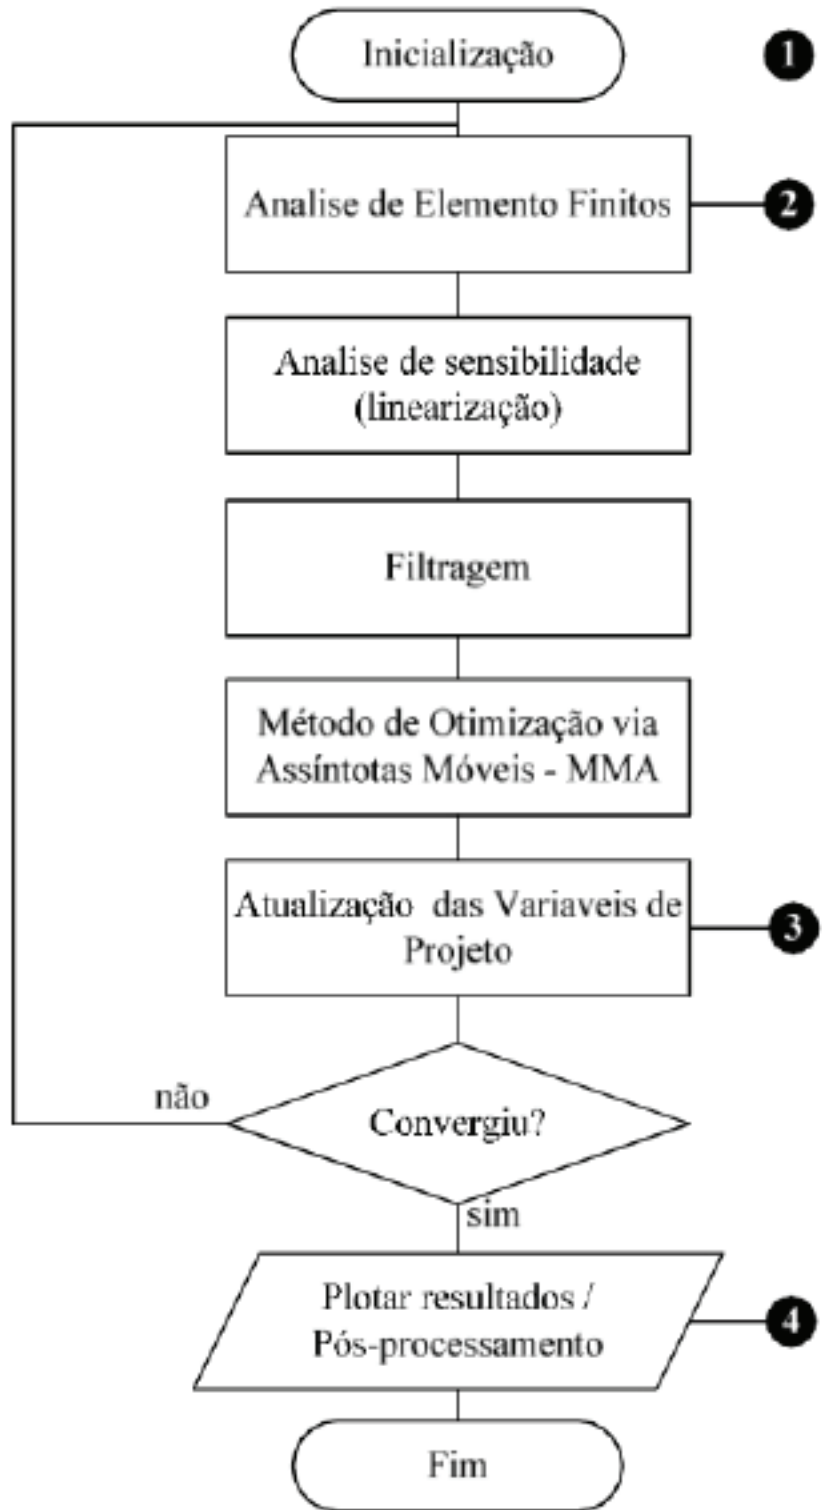 Inicialização
1
Analise de Elemento Finitos
2
Analise de sensibilidade
(linearização)
Filtragem
Método de Otimização via
Assíntotas Móveis - MMA
Atualização das Variaveis de
Projeto
3
não
Convergiu?
sim
Plotar resultados /
Pós-processamento
4
Fim